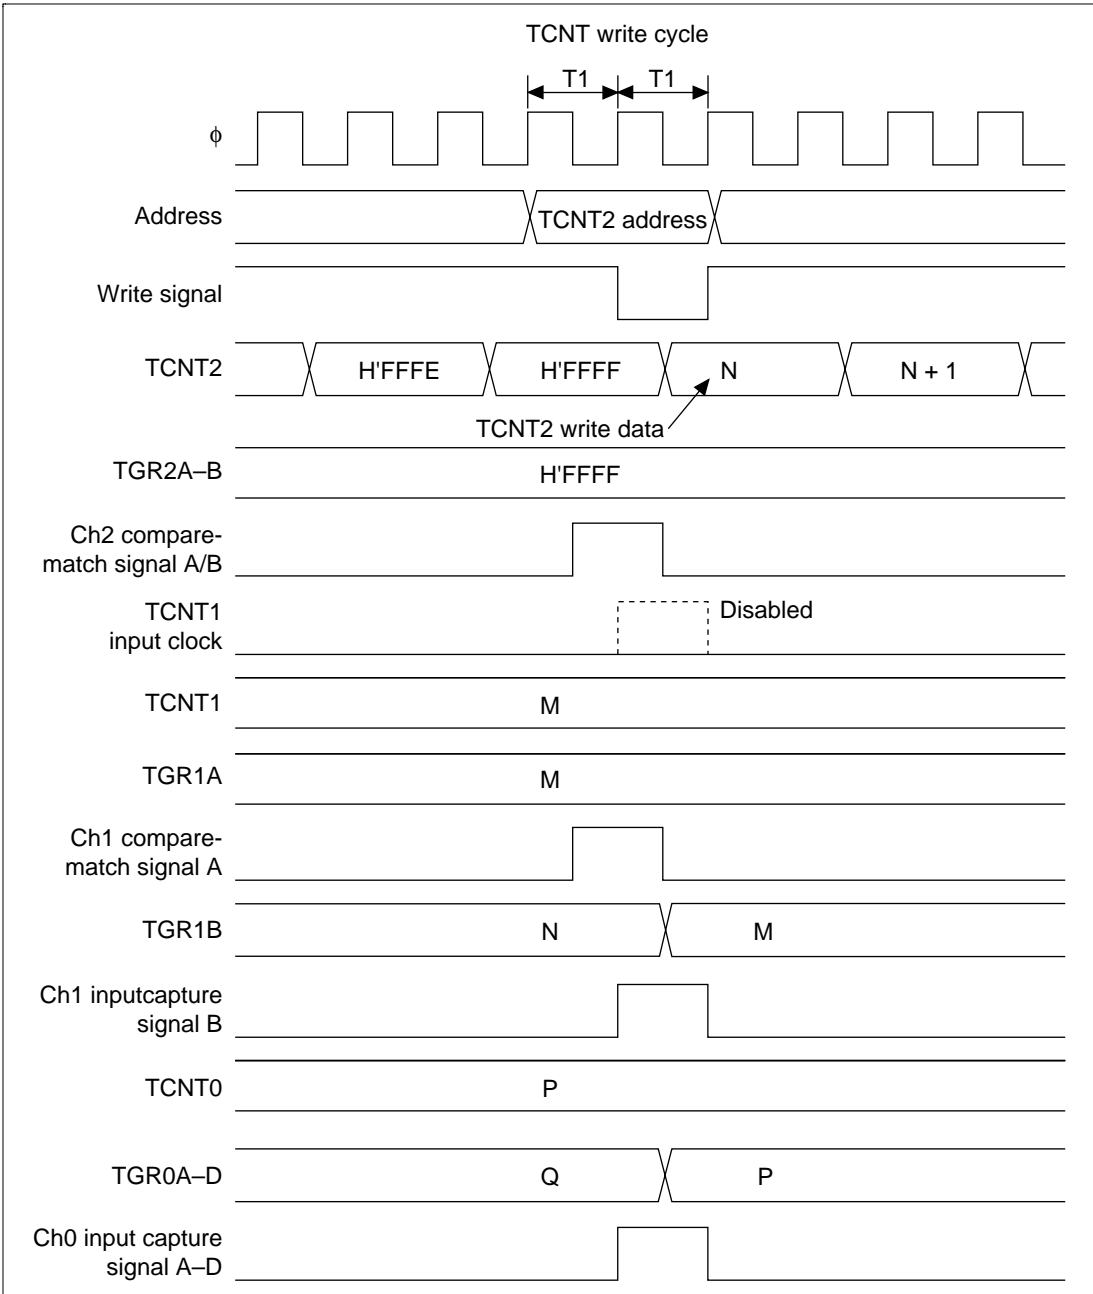 TCNT write cycle
T1 T1
ϕ
Address
TCNT2 address
Write signal
TCNT2
H'FFFE H'FFFF N N + 1
TCNT2 write data
TGR2A–B
H'FFFF
Ch2 compare-
match signal A/B
TCNT1
input clock
Disabled
TCNT1
M
TGR1A
M
Ch1 compare-
match signal A
TGR1B
N M
Ch1 inputcapture
signal B
TCNT0
P
TGR0A–D
Q P
Ch0 input capture
signal A–D